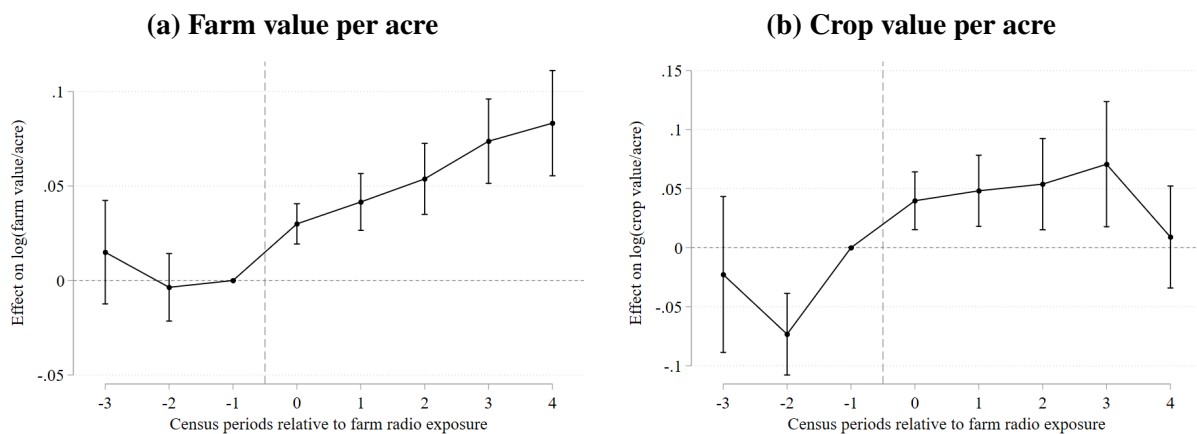 (a) Farm value per acre
Effect on log(farm value/acre)
.1
.05
0
-.05
-3 -2 -1 0 1 2 3 4
Census periods relative to farm radio exposure
(b) Crop value per acre
Effect on log(crop value/acre)
.15
.1
.05
0
-.05
-.1
-3 -2 -1 0 1 2 3 4
Census periods relative to farm radio exposure